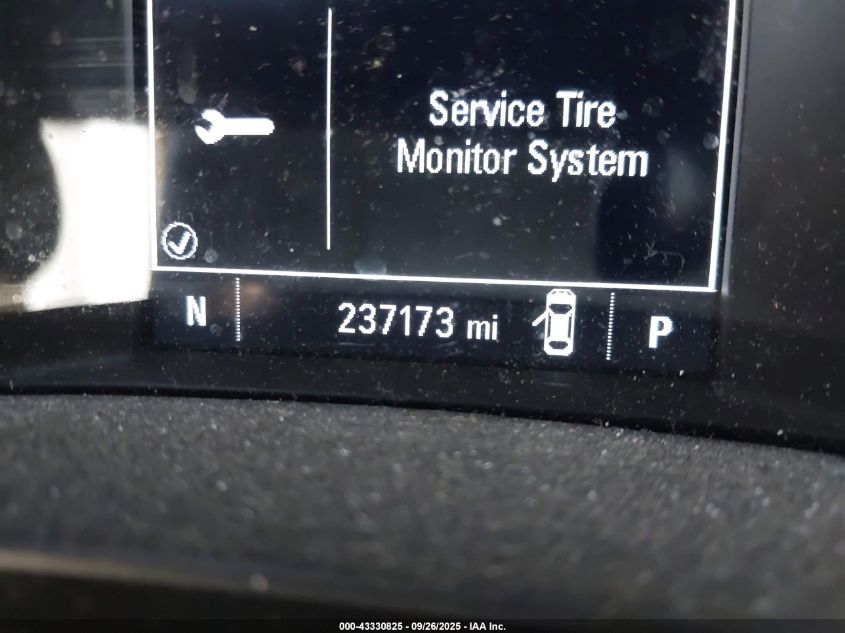 Service Tire
Monitor System
N
237173 mi
P
000-43330825 - 09/26/2025 - IAA Inc.